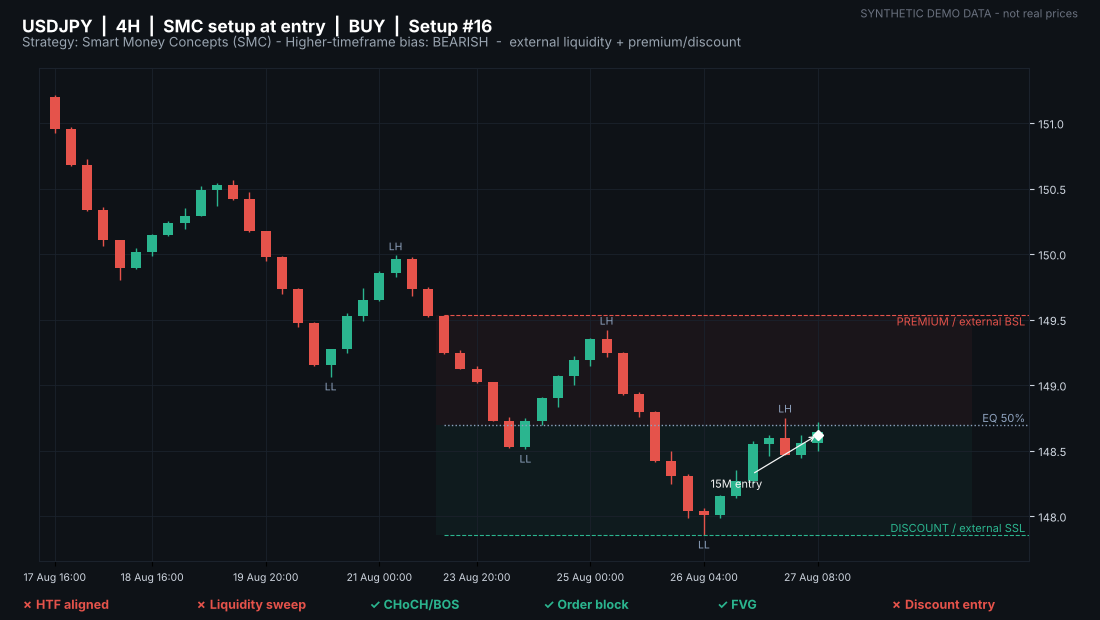 SYNTHETIC DEMO DATA - not real prices
USDJPY | 4H | SMC setup at entry | BUY | Setup #16
Strategy: Smart Money Concepts (SMC) - Higher-timeframe bias: BEARISH - external liquidity + premium/discount
151.0
150.5
LH
150.0
149.5
LH
PREMIUM / external BSL
LL
149.0
LH
EQ 50%
LL
148.5
15M entry
148.0
DISCOUNT / external SSL
LL
17 Aug 16:00 18 Aug 16:00 19 Aug 20:00 21 Aug 00:00 23 Aug 20:00 25 Aug 00:00 26 Aug 04:00 27 Aug 08:00
× HTF aligned × Liquidity sweep ✓ CHoCH/BOS ✓ Order block ✓ FVG × Discount entry